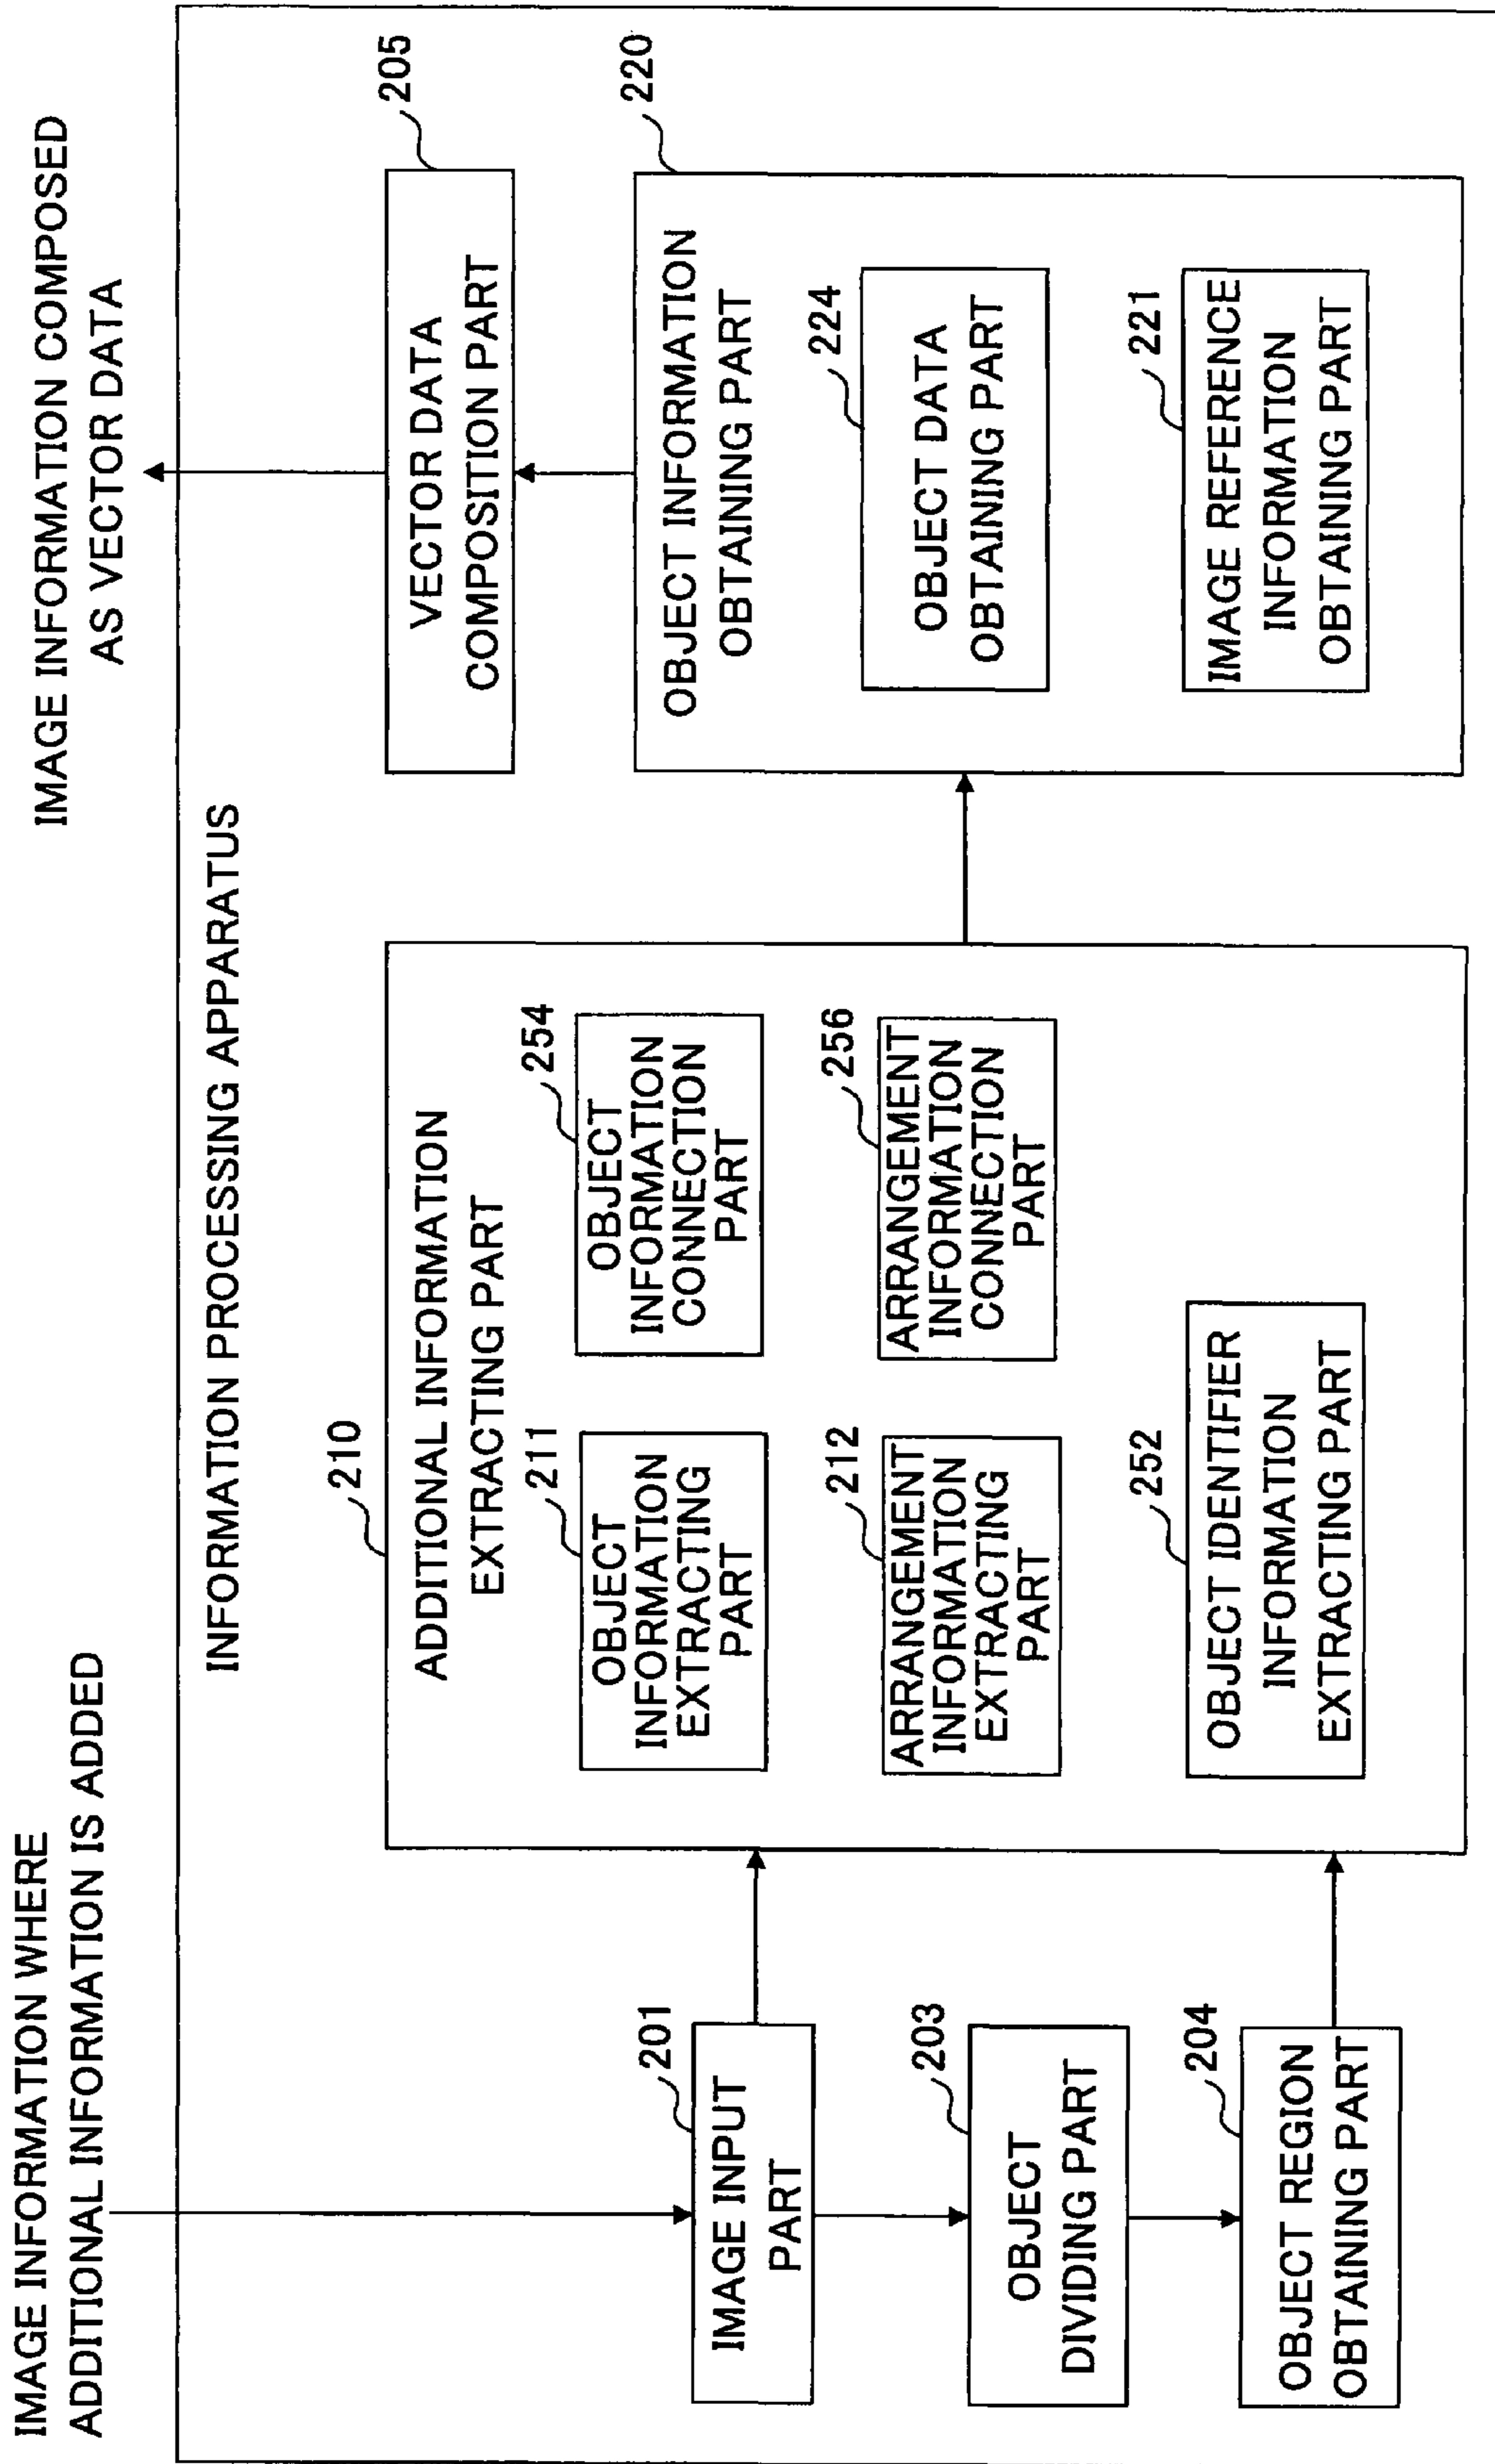 IMAGE INFORMATION WHERE
ADDITIONAL INFORMATION IS ADDED
IMAGE INFORMATION COMPOSED
AS VECTOR DATA
INFORMATION PROCESSING APPARATUS
201
IMAGE INPUT
PART
203
OBJECT
DIVIDING PART
204
OBJECT REGION
OBTAINING PART
210
ADDITIONAL INFORMATION
EXTRACTING PART
211
OBJECT
INFORMATION
EXTRACTING
PART
254
OBJECT
INFORMATION
CONNECTION
PART
212
ARRANGEMENT
INFORMATION
EXTRACTING
PART
256
ARRANGEMENT
INFORMATION
CONNECTION
PART
252
OBJECT IDENTIFIER
INFORMATION
EXTRACTING PART
205
VECTOR DATA
COMPOSITION PART
220
OBJECT INFORMATION
OBTAINING PART
224
OBJECT DATA
OBTAINING PART
221
IMAGE REFERENCE
INFORMATION
OBTAINING PART